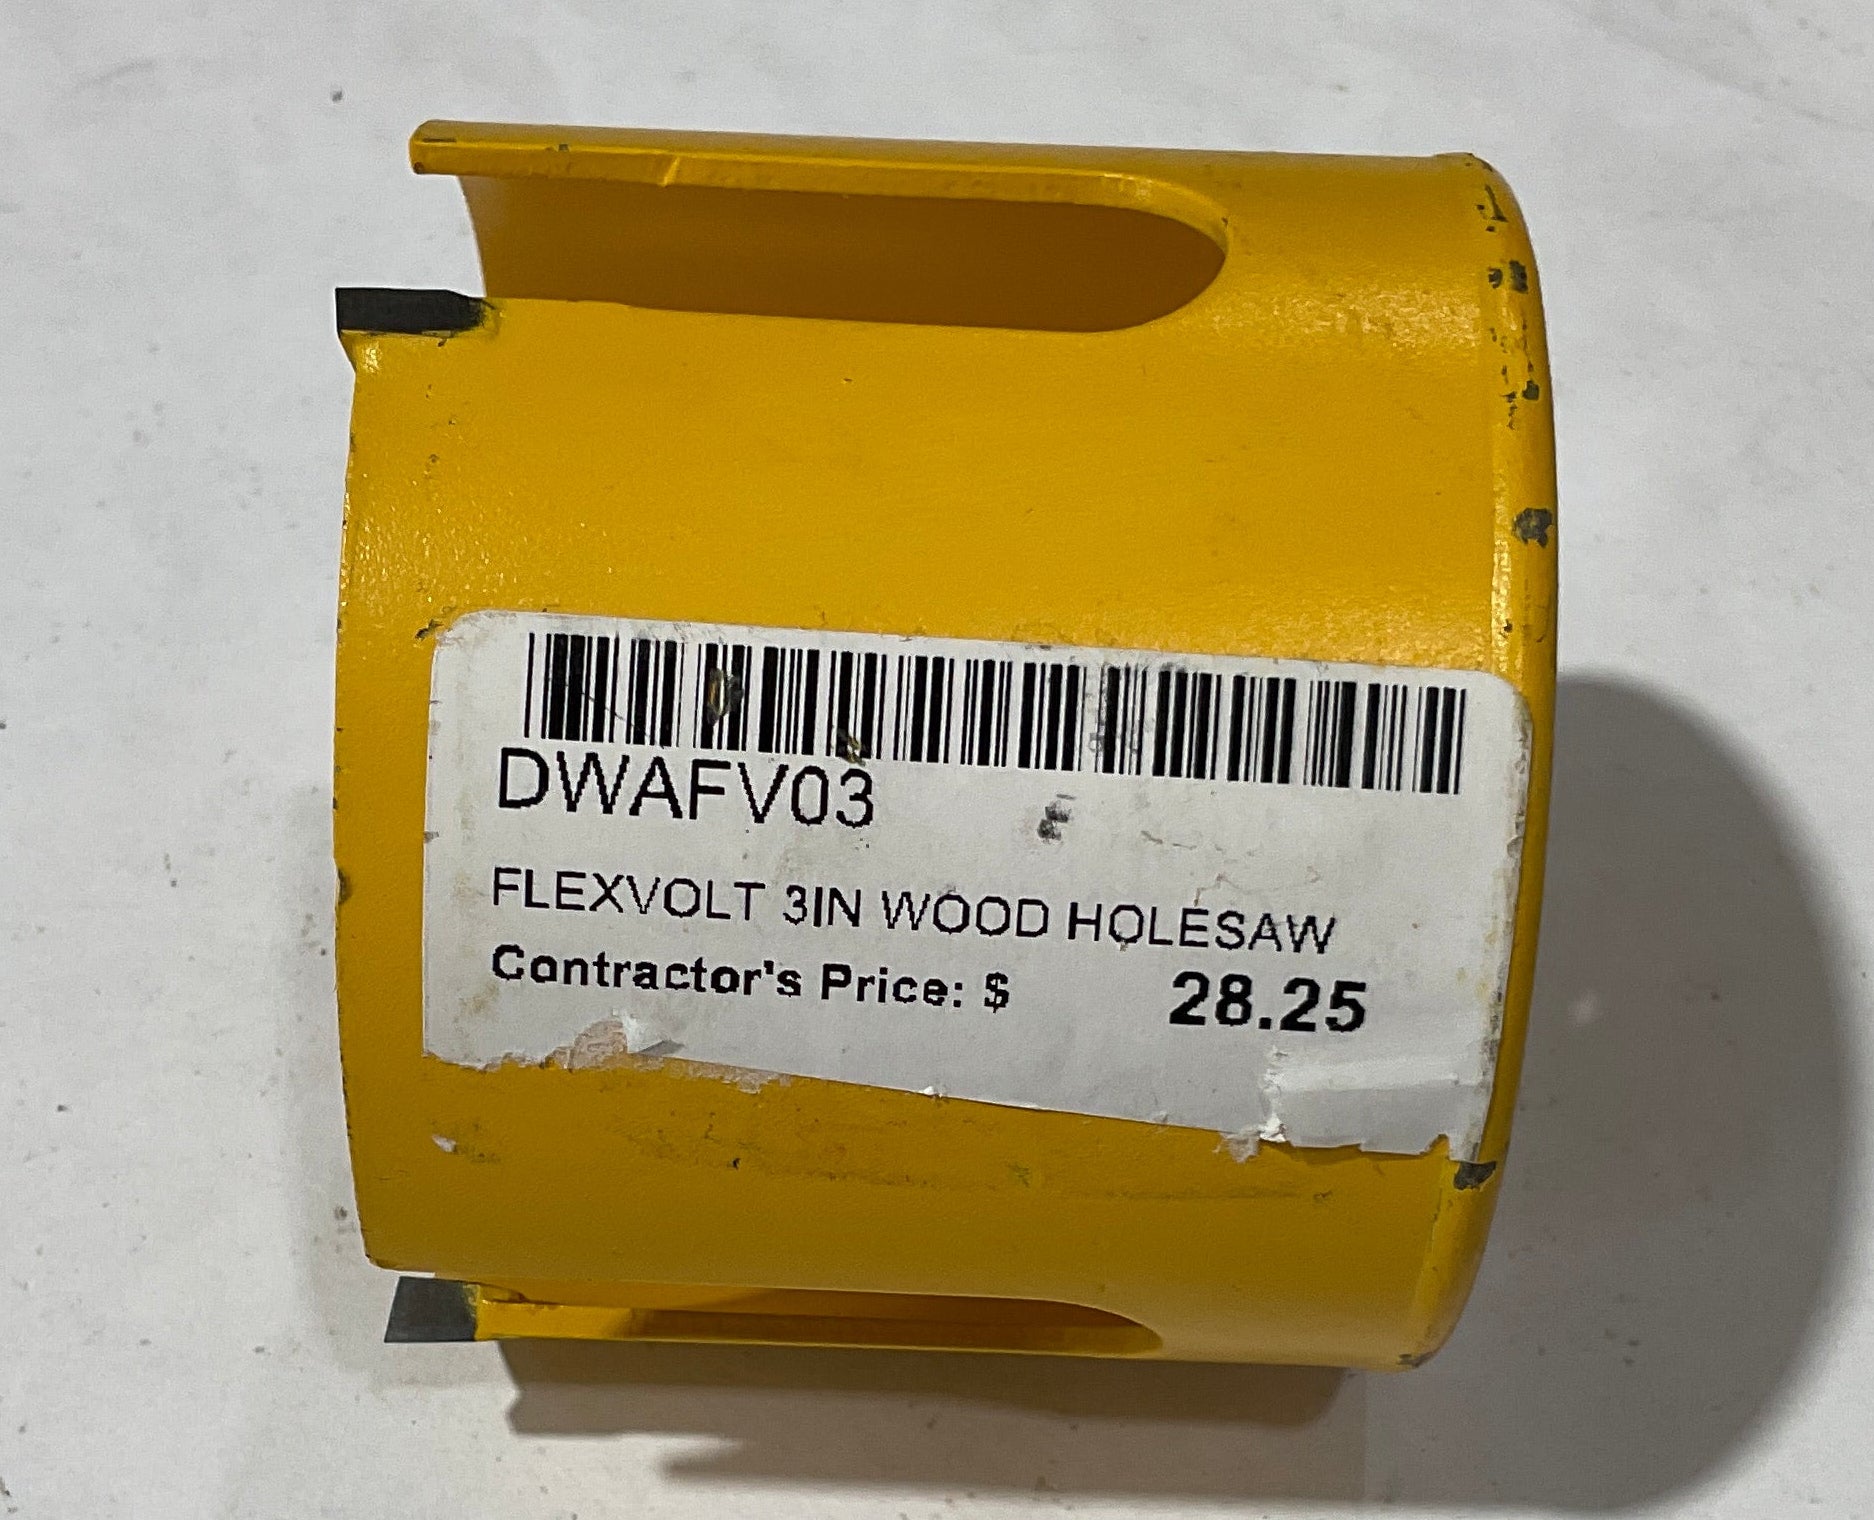 DWAFV03
FLEXVOLT 3IN WOOD HOLESAW
Contractor's Price: $ 28.25